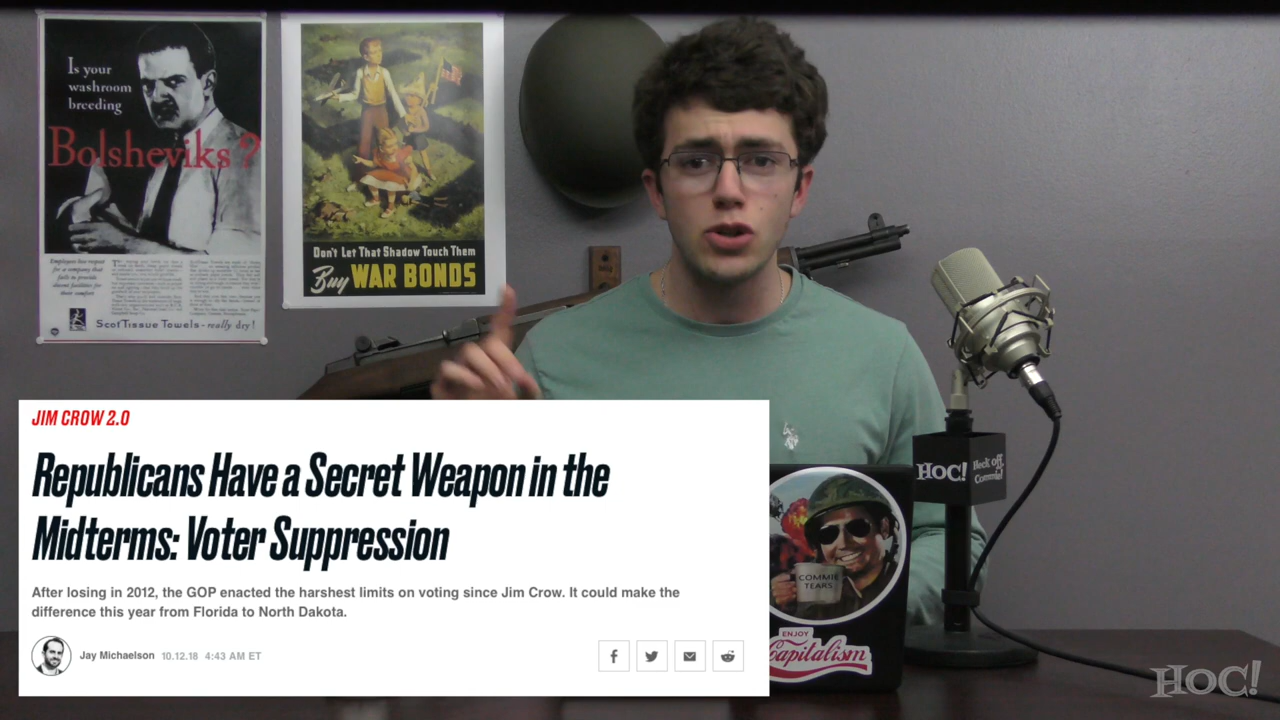 Is your
washroom
breeding
Bolsheviks?
ScotTissue Towels - really dry!
Don't Let That Shadow Touch Them
Buy WAR BONDS
JIM CROW 2.0
Republicans Have a Secret Weapon in the
Midterms: Voter Suppression
After losing in 2012, the GOP enacted the harshest limits on voting since Jim Crow. It could make the
difference this year from Florida to North Dakota.
Jay Michaelson 10.12.18 4:43 AM ET
HOC!
Heck off,
Commie!
COMMIE
TEARS
ENJOY
Capitalism
HOC!